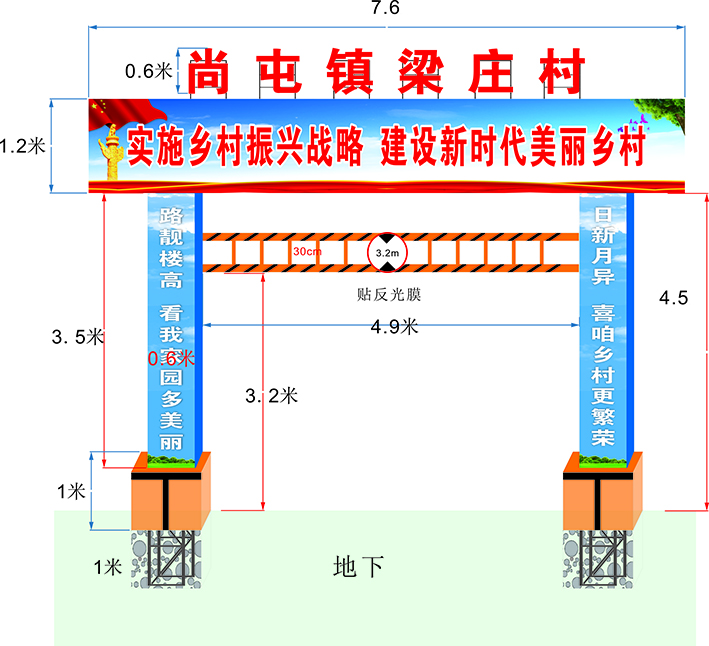 7.6
0.6米
尚屯镇梁庄村
1.2米
实施乡村振兴战略 建设新时代美丽乡村
路靓楼高 看我家园多美丽
日新月异 喜咱乡村更繁荣
30cm
3.2m
贴反光膜
4.9米
4.5
3.5米
0.6米
3.2米
1米
1米
地下